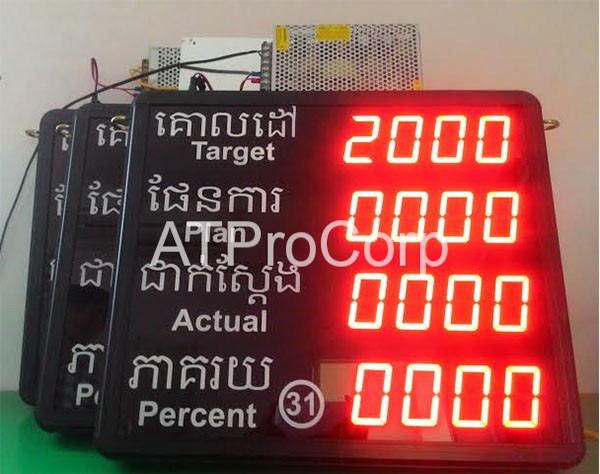 គោលដៅ 2000
Target
ផែនការ 0000
Plan
ATProCorp
ជាក់ស្តែង 0000
Actual
ភាគរយ 0000
Percent 31